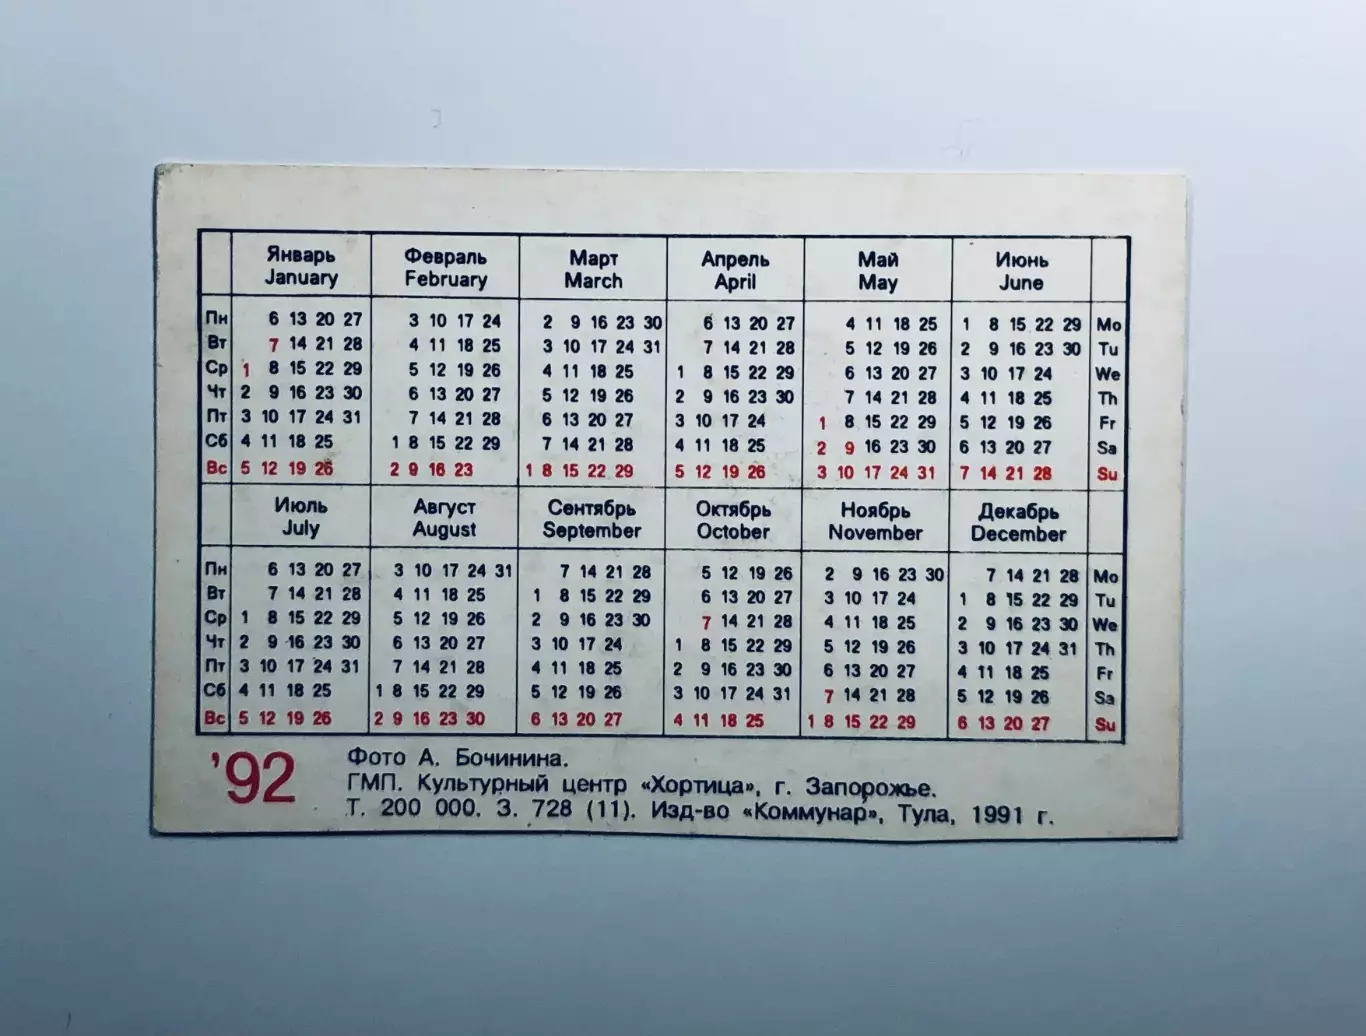 Январь Февраль Март Апрель Май Июнь
January February March April May June
Пн 6 13 20 27 3 10 17 24 2 9 16 23 30 6 13 20 27 4 11 18 25 1 8 15 22 29 Mo
Вт 7 14 21 28 4 11 18 25 3 10 17 24 31 7 14 21 28 5 12 19 26 2 9 16 23 30 Tu
Ср 1 8 15 22 29 5 12 19 26 4 11 18 25 1 8 15 22 29 6 13 20 27 3 10 17 24 We
Чт 2 9 16 23 30 6 13 20 27 5 12 19 26 2 9 16 23 30 7 14 21 28 4 11 18 25 Th
Пт 3 10 17 24 31 7 14 21 28 6 13 20 27 3 10 17 24 1 8 15 22 29 5 12 19 26 Fr
Сб 4 11 18 25 1 8 15 22 29 7 14 21 28 4 11 18 25 2 9 16 23 30 6 13 20 27 Sa
Вс 5 12 19 26 2 9 16 23 1 8 15 22 29 5 12 19 26 3 10 17 24 31 7 14 21 28 Su
Июль Август Сентябрь Октябрь Ноябрь Декабрь
July August September October November December
Пн 6 13 20 27 3 10 17 24 31 7 14 21 28 5 12 19 26 2 9 16 23 30 7 14 21 28 Mo
Вт 7 14 21 28 4 11 18 25 1 8 15 22 29 6 13 20 27 3 10 17 24 1 8 15 22 29 Tu
Ср 1 8 15 22 29 5 12 19 26 2 9 16 23 30 7 14 21 28 4 11 18 25 2 9 16 23 30 We
Чт 2 9 16 23 30 6 13 20 27 3 10 17 24 1 8 15 22 29 5 12 19 26 3 10 17 24 31 Th
Пт 3 10 17 24 31 7 14 21 28 4 11 18 25 2 9 16 23 30 6 13 20 27 4 11 18 25 Fr
Сб 4 11 18 25 1 8 15 22 29 5 12 19 26 3 10 17 24 31 7 14 21 28 5 12 19 26 Sa
Вс 5 12 19 26 2 9 16 23 30 6 13 20 27 4 11 18 25 1 8 15 22 29 6 13 20 27 Su
'92
Фото А. Бочинина.
ГМП. Культурный центр «Хортица», г. Запорожье.
Т. 200 000. З. 728 (11). Изд-во «Коммунар», Тула, 1991 г.